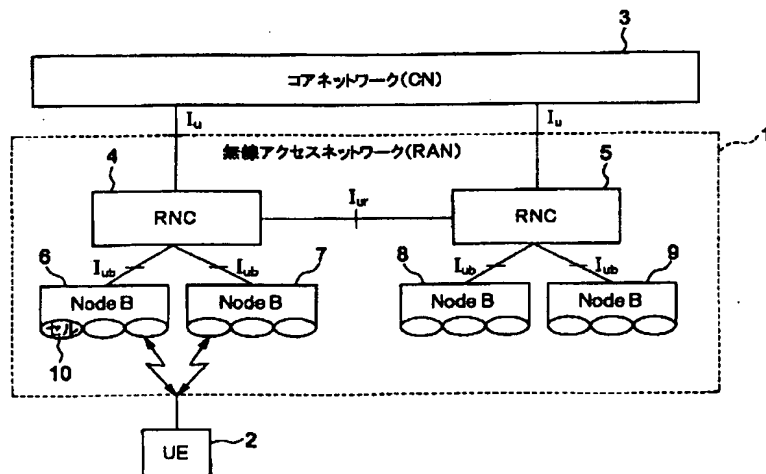 3
コアネットワーク(CN)
Iu
Iu
1
無線アクセスネットワーク(RAN)
4
5
RNC
Iur
RNC
6
Iub
Iub
7
8
Iub
Iub
9
Node B
Node B
Node B
Node B
セル
10
UE
2